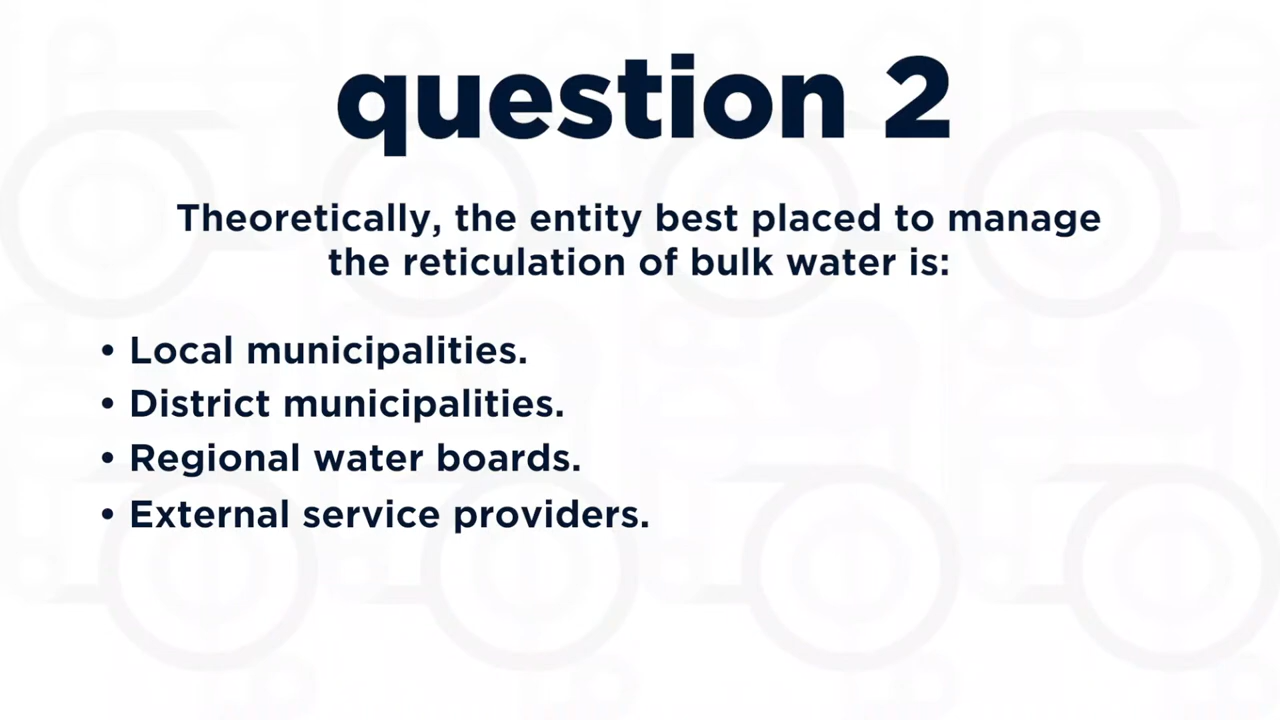 question 2
Theoretically, the entity best placed to manage
the reticulation of bulk water is:
• Local municipalities.
• District municipalities.
• Regional water boards.
• External service providers.